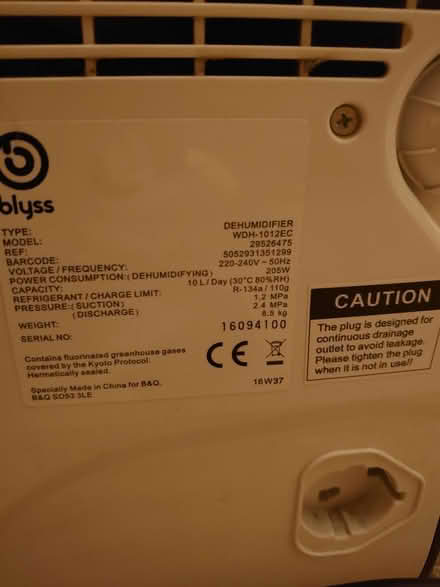 blyss
TYPE: DEHUMIDIFIER
MODEL: WDH-1012EC
REF: 29526475
BARCODE: 5052931351299
VOLTAGE / FREQUENCY: 220-240V ~ 50Hz
POWER CONSUMPTION: ( DEHUMIDIFYING ) 205W
CAPACITY: 10 L / Day (30°C 80%RH)
REFRIGERANT / CHARGE LIMIT: R-134a / 110g
PRESSURE: ( SUCTION ) 1.2 MPa
( DISCHARGE ) 2.4 MPa
WEIGHT: 8.5 kg
SERIAL NO: 16094100
Contains fluorinated greenhouse gases
covered by the Kyoto Protocol.
Hermetically sealed.
CE
Specially Made in China for B&Q.
B&Q SO53 3LE
16W37
CAUTION
The plug is designed for
continuous drainage
outlet to avoid leakage.
Please tighten the plug
when it is not in use!!